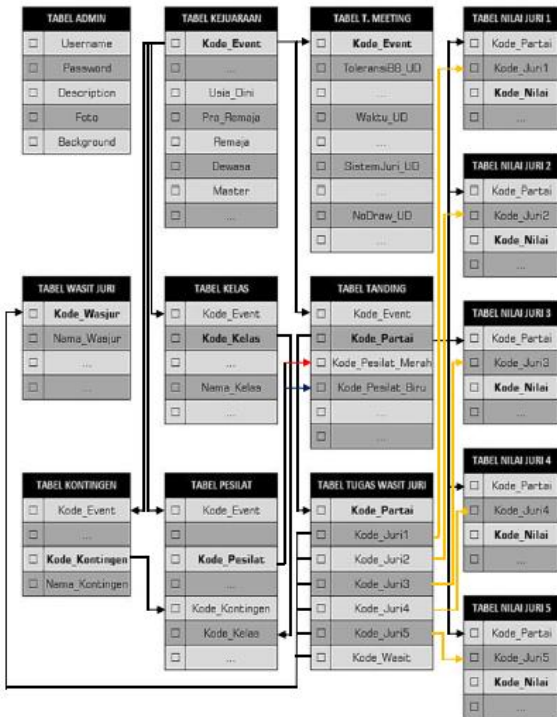 TABEL ADMIN
Username
Password
Description
Foto
Background
TABEL KEJUARAAN
Kode_Event
...
Usia_Dini
Pra_Remaja
Remaja
Dewasa
Master
...
TABEL T. MEETING
Kode_Event
ToleransiBB_UD
...
Waktu_UD
...
SistemJuri_UD
...
NoDraw_UD
...
TABEL NILAI JURI 1
Kode_Partai
Kode_Juri1
Kode_Nilai
...
TABEL NILAI JURI 2
Kode_Partai
Kode_Juri2
Kode_Nilai
...
TABEL WASIT JURI
Kode_Wasjur
Nama_Wasjur
...
...
TABEL KELAS
Kode_Event
Kode_Kelas
...
Nama_Kelas
...
TABEL TANDING
Kode_Event
Kode_Partai
Kode_Pesilat_Merah
Kode_Pesilat_Biru
...
...
TABEL NILAI JURI 3
Kode_Partai
Kode_Juri3
Kode_Nilai
...
TABEL KONTINGEN
Kode_Event
...
Kode_Kontingen
Nama_Kontingen
TABEL PESILAT
Kode_Event
...
Kode_Pesilat
...
Kode_Kontingen
Kode_Kelas
...
TABEL TUGAS WASIT JURI
Kode_Partai
Kode_Juri1
Kode_Juri2
Kode_Juri3
Kode_Juri4
Kode_Juri5
Kode_Wasit
TABEL NILAI JURI 4
Kode_Partai
Kode_Juri4
Kode_Nilai
...
TABEL NILAI JURI 5
Kode_Partai
Kode_Juri5
Kode_Nilai
...